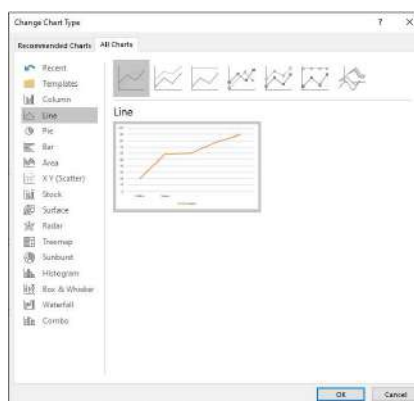 Change Chart Type
? X
Recommended Charts
All Charts
Recent
Templates
Column
Line
Pie
Bar
Area
X Y (Scatter)
Stock
Surface
Radar
Treemap
Sunburst
Histogram
Box & Whisker
Waterfall
Combo
Line
OK
Cancel